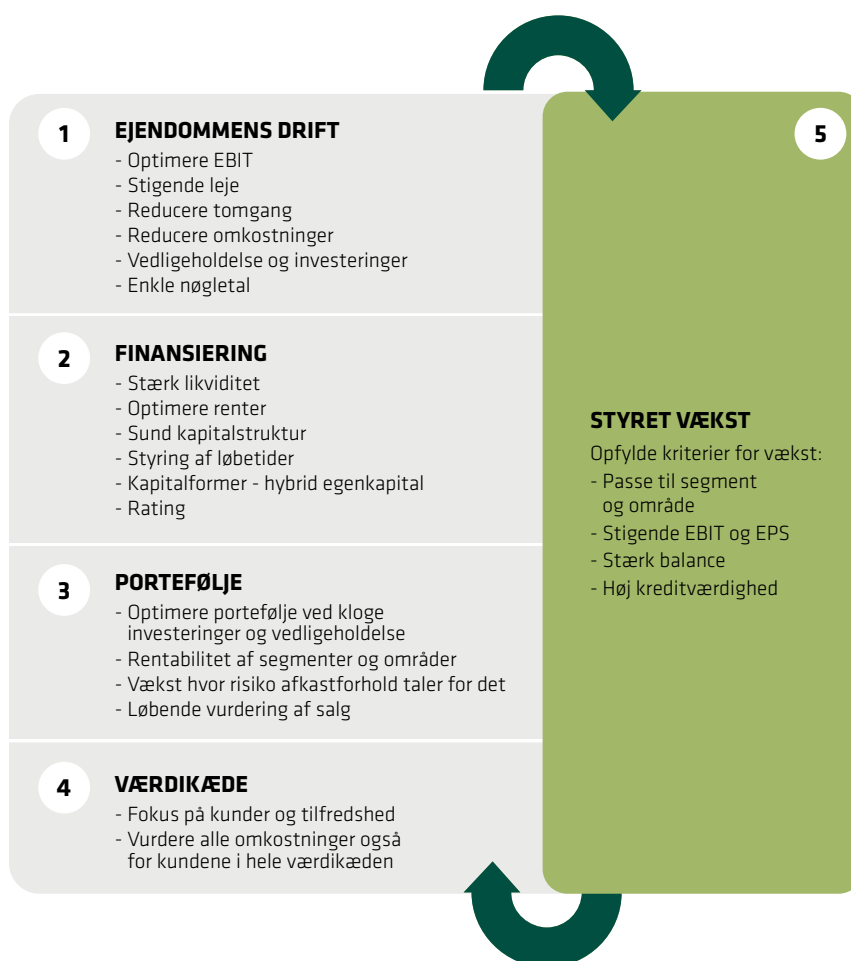 1
EJENDOMMENS DRIFT
- Optimere EBIT
- Stigende leje
- Reducere tomgang
- Reducere omkostninger
- Vedligeholdelse og investeringer
- Enkle nøgletal
2
FINANSIERING
- Stærk likviditet
- Optimere renter
- Sund kapitalstruktur
- Styring af løbetider
- Kapitalformer - hybrid egenkapital
- Rating
3
PORTEFØLJE
- Optimere portefølje ved kloge
investeringer og vedligeholdelse
- Rentabilitet af segmenter og områder
- Vækst hvor risiko afkastforhold taler for det
- Løbende vurdering af salg
4
VÆRDIKÆDE
- Fokus på kunder og tilfredshed
- Vurdere alle omkostninger også
for kundene i hele værdikæden
5
STYRET VÆKST
Opfylde kriterier for vækst:
- Passe til segment
og område
- Stigende EBIT og EPS
- Stærk balance
- Høj kreditværdighed